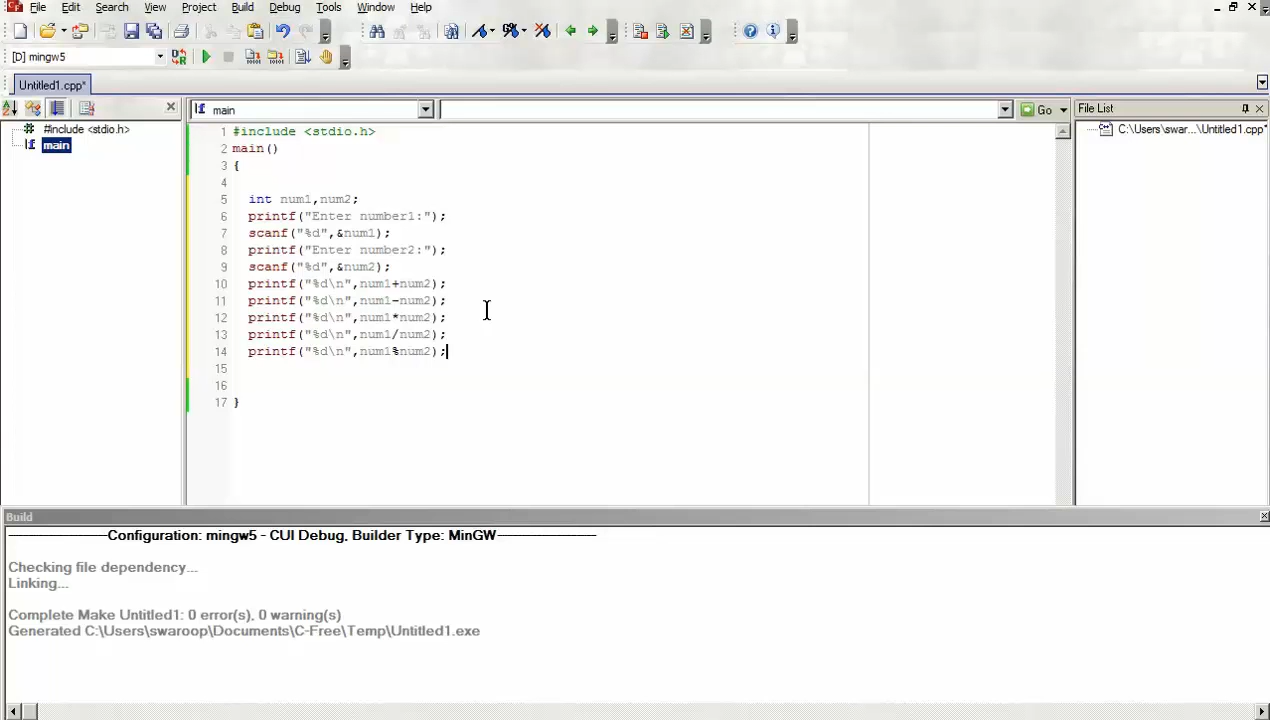 File Edit Search View Project Build Debug Tools Window Help
[D] mingw5
Untitled1.cpp*
main
Go
File List
#include <stdio.h>
main
C:\Users\swar...\Untitled1.cpp*
1 #include <stdio.h>
2 main()
3 {
4
5 int num1,num2;
6 printf("Enter number1:");
7 scanf("%d",&num1);
8 printf("Enter number2:");
9 scanf("%d",&num2);
10 printf("%d\n",num1+num2);
11 printf("%d\n",num1-num2);
12 printf("%d\n",num1*num2);
13 printf("%d\n",num1/num2);
14 printf("%d\n",num1%num2);
15
16
17 }
Build
--------------------Configuration: mingw5 - CUI Debug, Builder Type: MinGW--------------------
Checking file dependency...
Linking...
Complete Make Untitled1: 0 error(s), 0 warning(s)
Generated C:\Users\swaroop\Documents\C-Free\Temp\Untitled1.exe